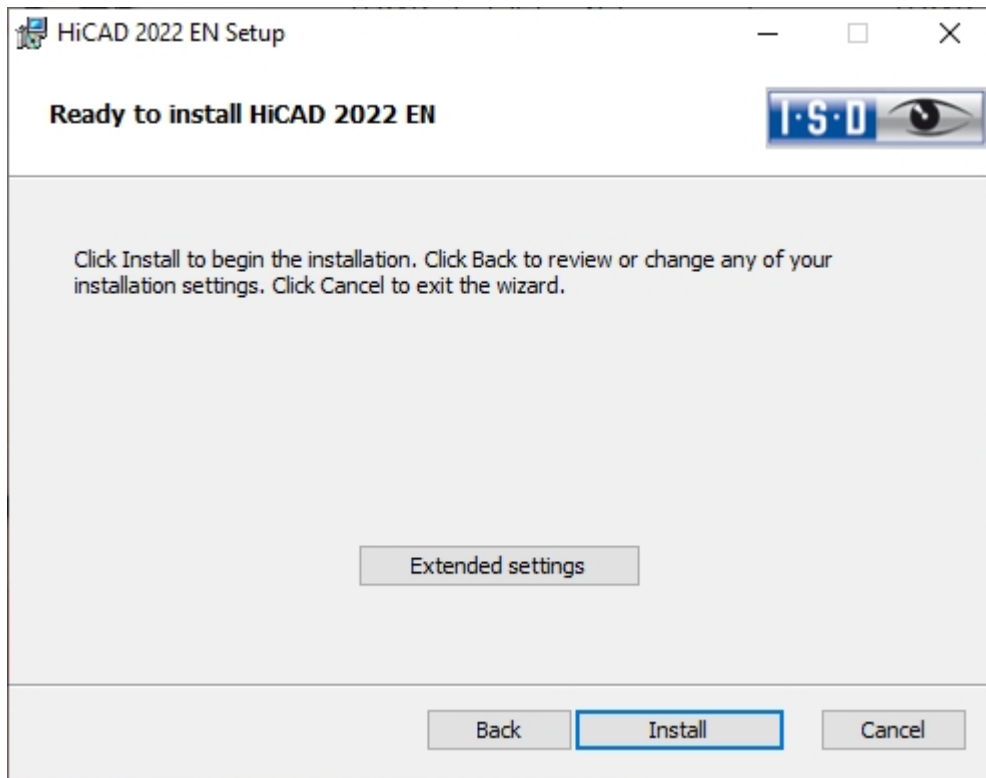 HiCAD 2022 EN Setup
Ready to install HiCAD 2022 EN
I·S·D
Click Install to begin the installation. Click Back to review or change any of your
installation settings. Click Cancel to exit the wizard.
Extended settings
Back
Install
Cancel